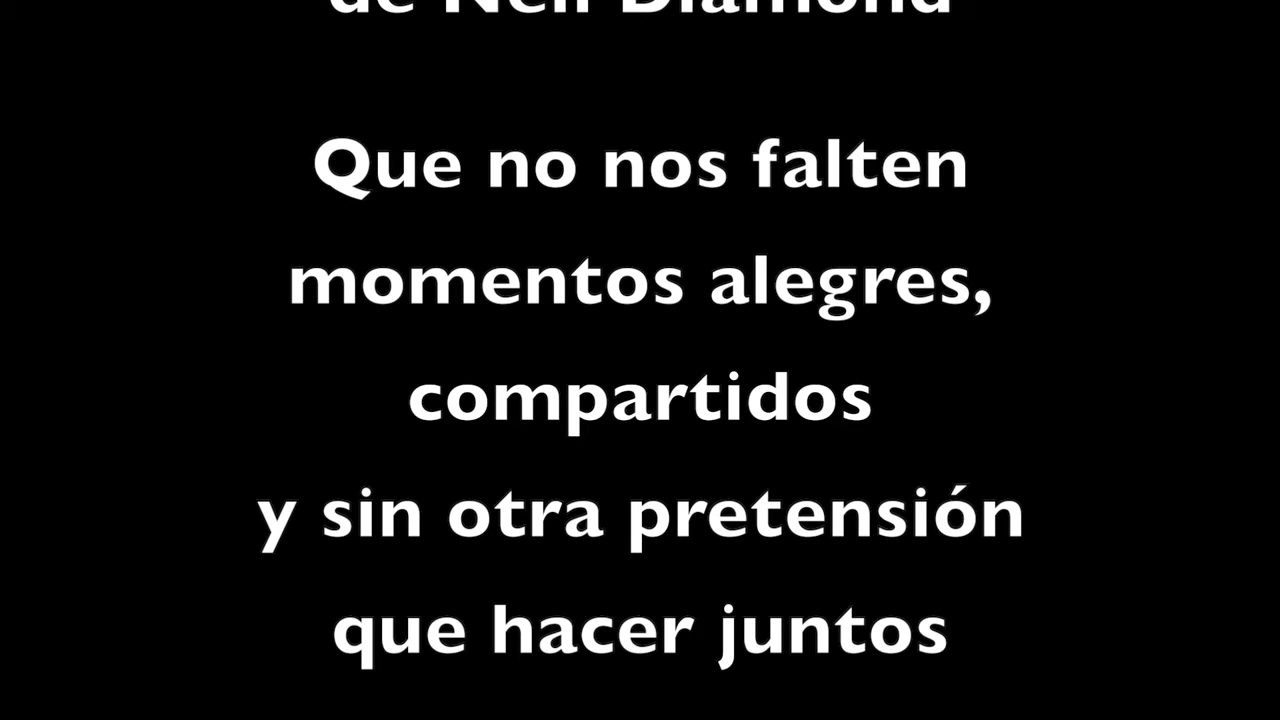 de Neil Diamond
Que no nos falten
momentos alegres,
compartidos
y sin otra pretensión
que hacer juntos